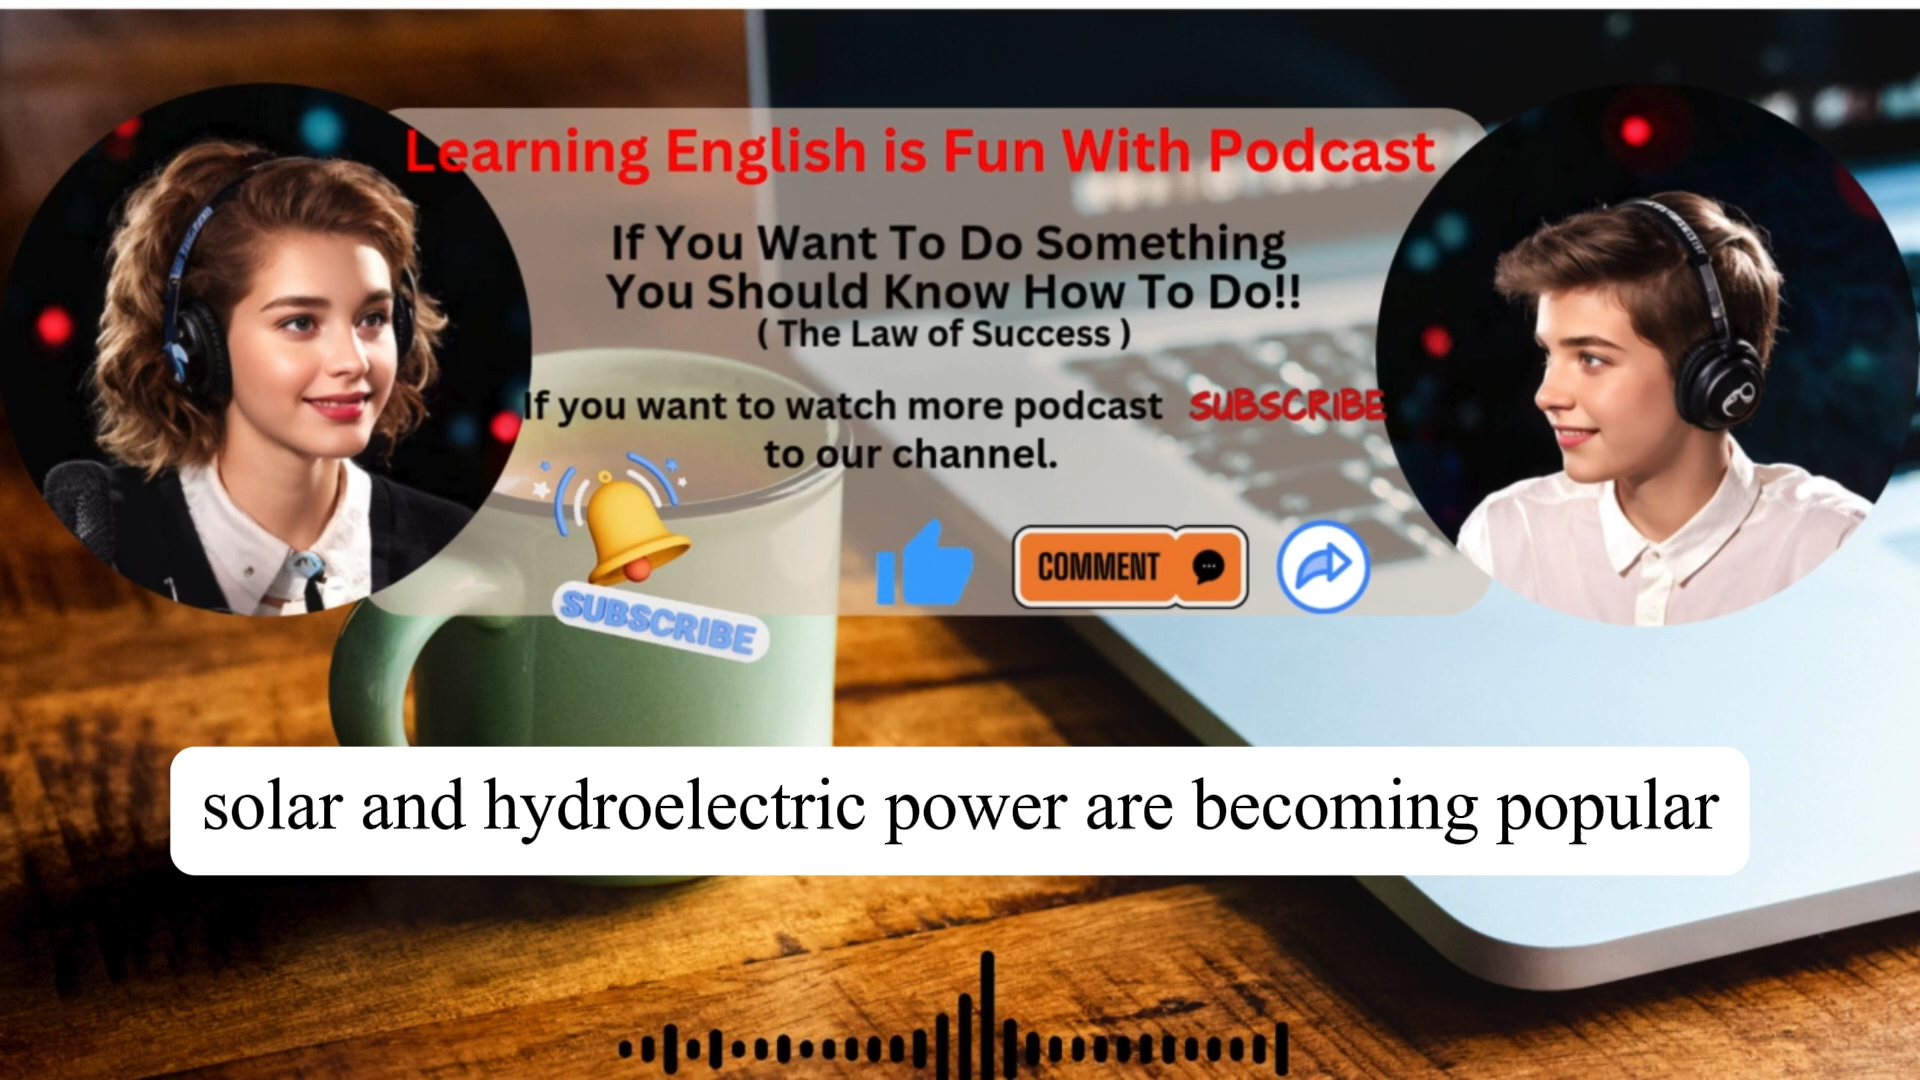 Learning English is Fun With Podcast
If You Want To Do Something
You Should Know How To Do!!
( The Law of Success )
If you want to watch more podcast SUBSCRIBE
to our channel.
COMMENT
SUBSCRIBE
solar and hydroelectric power are becoming popular